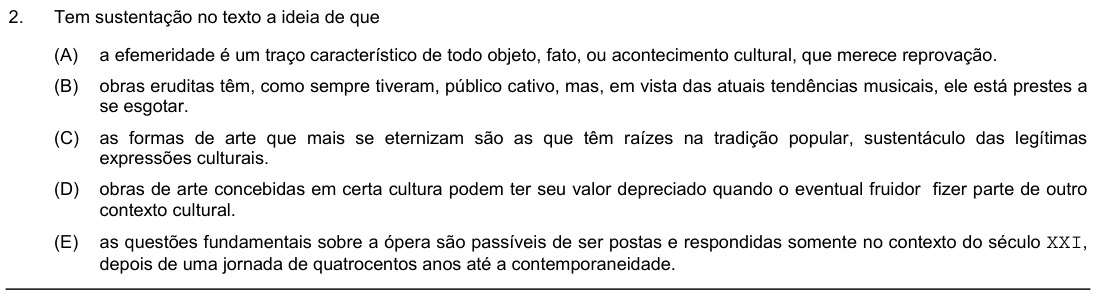 2. Tem sustentação no texto a ideia de que
(A) a efemeridade é um traço característico de todo objeto, fato, ou acontecimento cultural, que merece reprovação.
(B) obras eruditas têm, como sempre tiveram, público cativo, mas, em vista das atuais tendências musicais, ele está prestes a
se esgotar.
(C) as formas de arte que mais se eternizam são as que têm raízes na tradição popular, sustentáculo das legítimas
expressões culturais.
(D) obras de arte concebidas em certa cultura podem ter seu valor depreciado quando o eventual fruidor fizer parte de outro
contexto cultural.
(E) as questões fundamentais sobre a ópera são passíveis de ser postas e respondidas somente no contexto do século XXI,
depois de uma jornada de quatrocentos anos até a contemporaneidade.